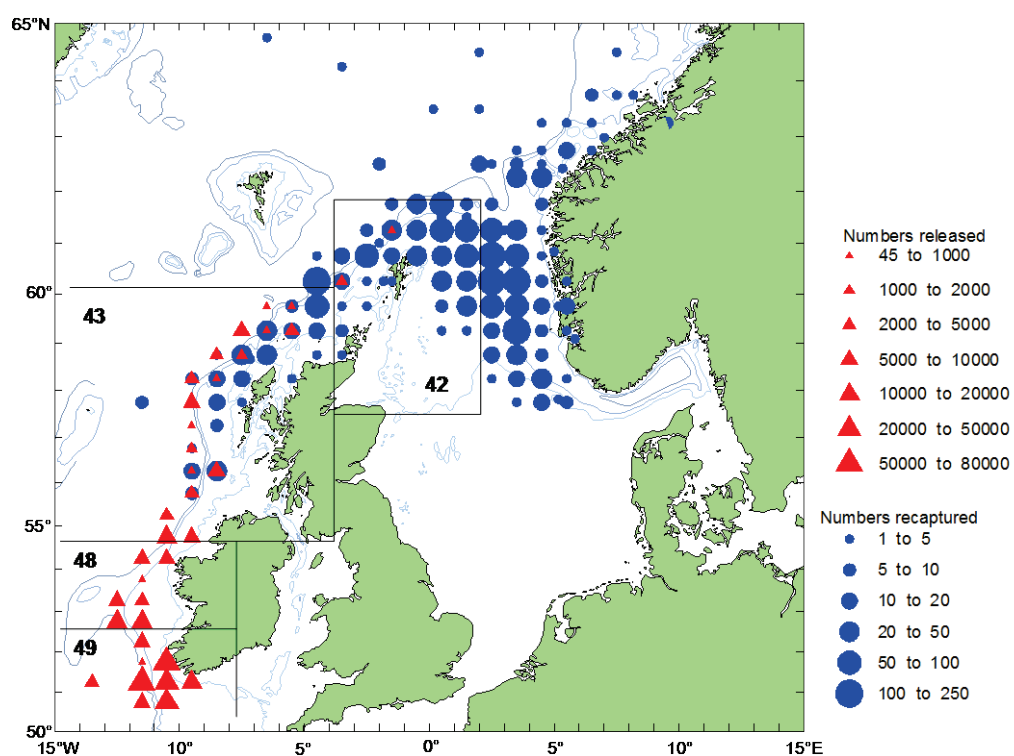 65°N
60°
55°
50°
15°W
10°
5°
0°
5°
10°
15°E
43
42
48
49
Numbers released
45 to 1000
1000 to 2000
2000 to 5000
5000 to 10000
10000 to 20000
20000 to 50000
50000 to 80000
Numbers recaptured
1 to 5
5 to 10
10 to 20
20 to 50
50 to 100
100 to 250